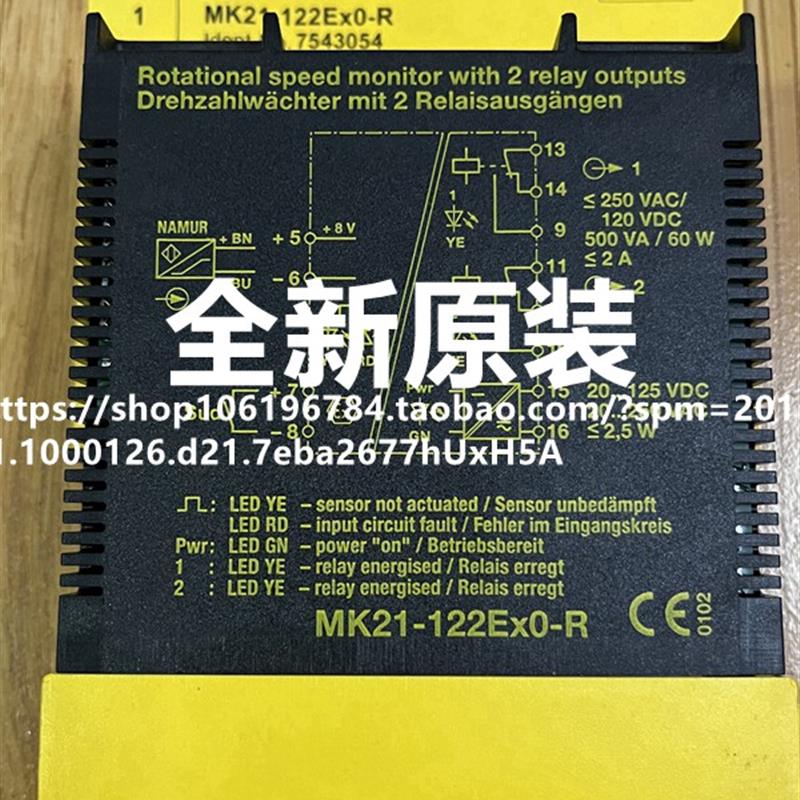 1 MK21-122Ex0-R
Ident No. 7543054
Rotational speed monitor with 2 relay outputs
Drehzahlwächter mit 2 Relaisausgängen
13
1
14
1
≤ 250 VAC/
120 VDC
NAMUR
+ BN
+ 5
+ 8 V
YE
9
500 VA / 60 W
≤ 2 A
11
- 6
BU
2
全新原装
RD
+ 7
Pwr
15
20...125 VDC
https://shop106196784.taobao.com/?spm=201
1.1000126.d21.7eba2677hUxH5A
- 8
GN
16
≤ 2,5 W
: LED YE – sensor not actuated / Sensor unbedämpft
LED RD – input circuit fault / Fehler im Eingangskreis
Pwr: LED GN – power "on" / Betriebsbereit
1 : LED YE – relay energised / Relais erregt
2 : LED YE – relay energised / Relais erregt
MK21-122Ex0-R
CE 0102